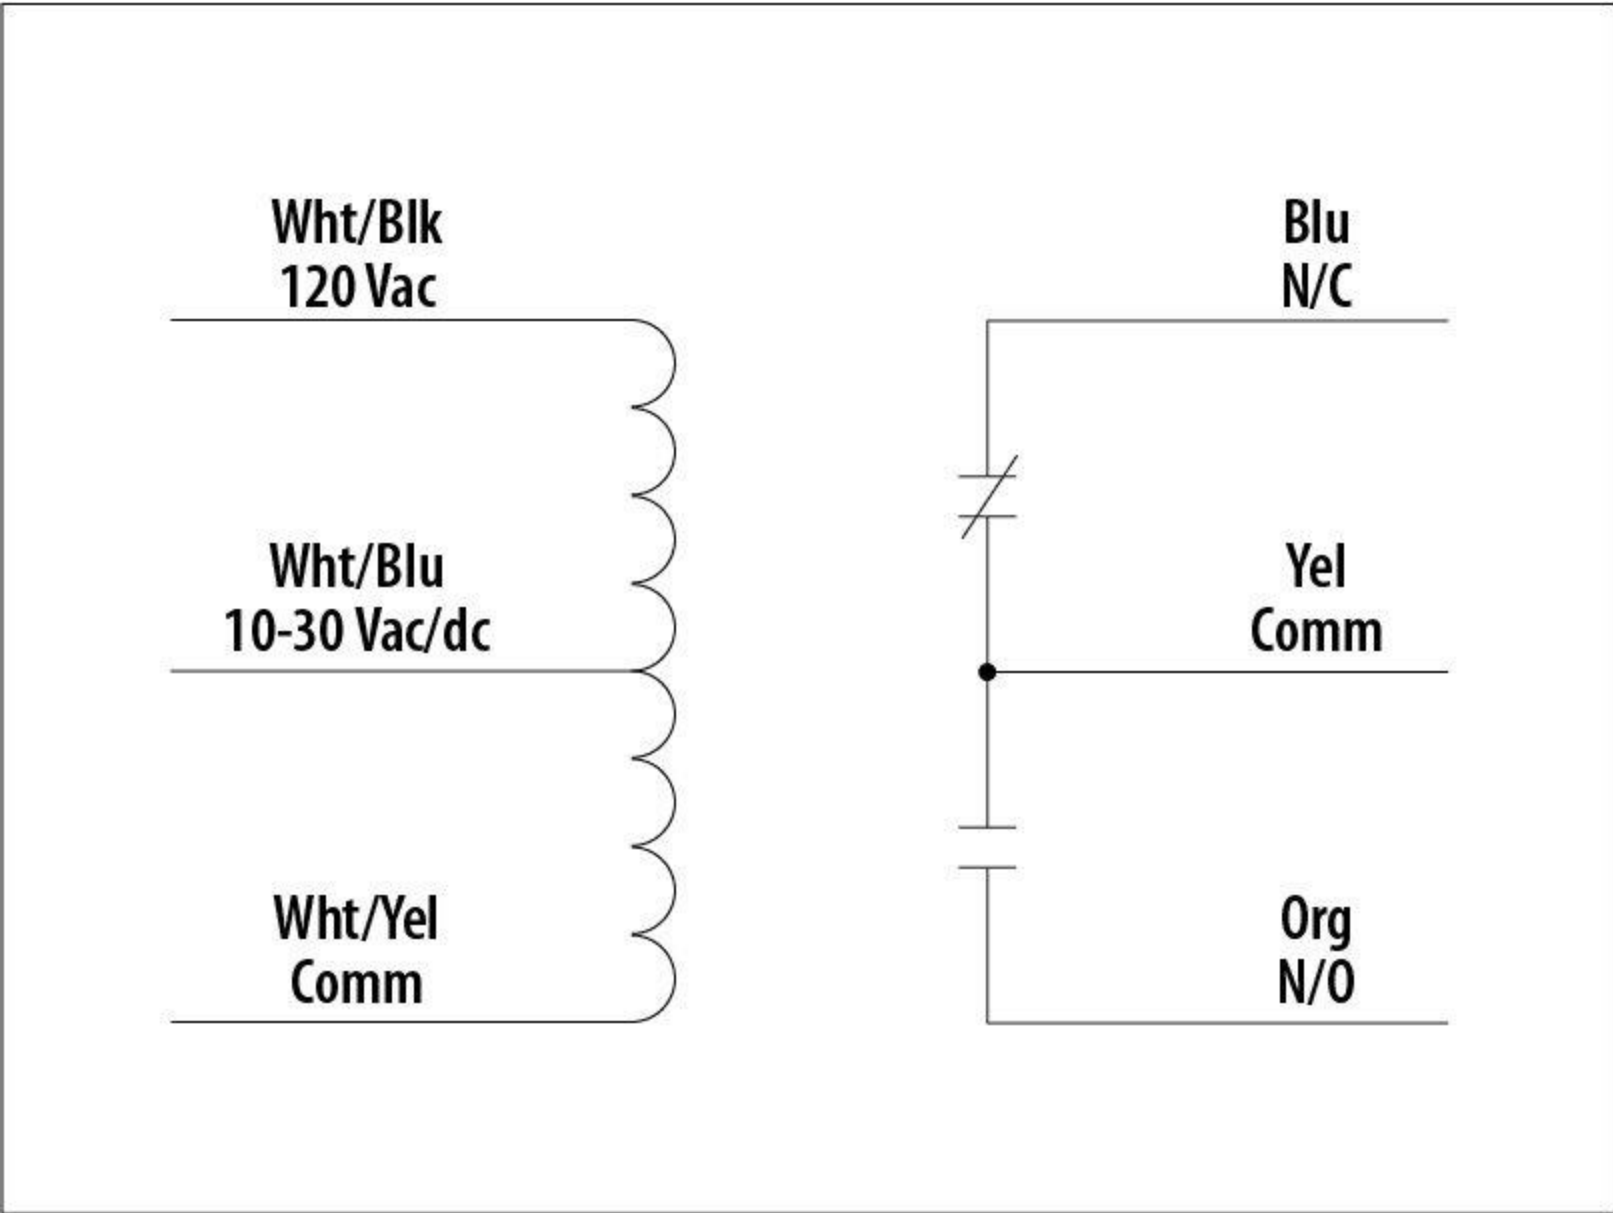 Wht/Blk
120 Vac
Blu
N/C
Wht/Blu
10-30 Vac/dc
Yel
Comm
Wht/Yel
Comm
Org
N/O